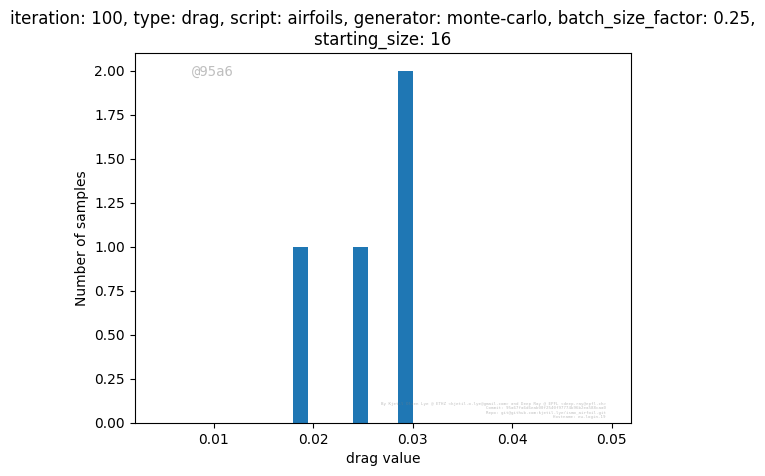 iteration: 100, type: drag, script: airfoils, generator: monte-carlo, batch_size_factor: 0.25,
starting_size: 16
@95a6
2.00
1.75
1.50
1.25
1.00
0.75
0.50
0.25
0.00
Number of samples
0.01 0.02 0.03 0.04 0.05
drag value